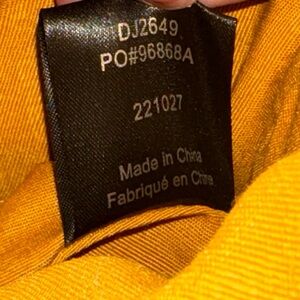 DJ2649
PO#96868A
221027
Made in China
Fabriqué en Chine